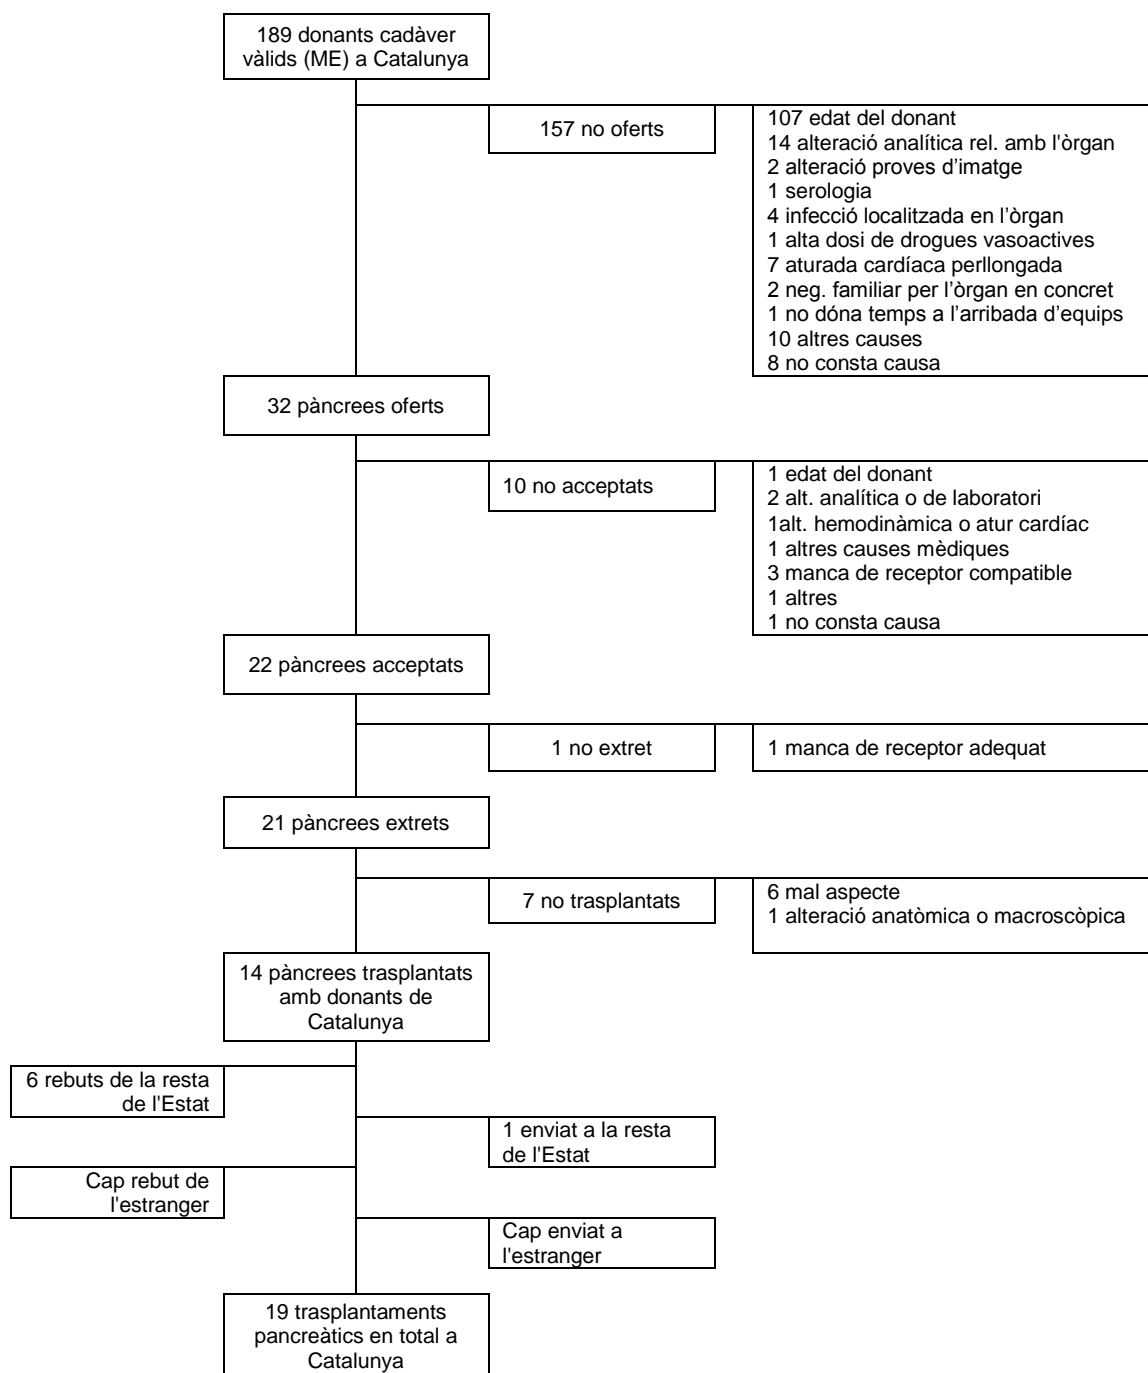 189 donants cadàver
vàlids (ME) a Catalunya
157 no oferts
107 edat del donant
14 alteració analítica rel. amb l'òrgan
2 alteració proves d’imatge
1 serologia
4 infecció localitzada en l’òrgan
1 alta dosi de drogues vasoactives
7 aturada cardíaca perllongada
2 neg. familiar per l’òrgan en concret
1 no dóna temps a l’arribada d’equips
10 altres causes
8 no consta causa
32 pàncrees oferts
10 no acceptats
1 edat del donant
2 alt. analítica o de laboratori
1alt. hemodinàmica o atur cardíac
1 altres causes mèdiques
3 manca de receptor compatible
1 altres
1 no consta causa
22 pàncrees acceptats
1 no extret
1 manca de receptor adequat
21 pàncrees extrets
7 no trasplantats
6 mal aspecte
1 alteració anatòmica o macroscòpica
14 pàncrees trasplantats
amb donants de
Catalunya
6 rebuts de la resta
de l'Estat
1 enviat a la resta
de l'Estat
Cap rebut de
l'estranger
Cap enviat a
l'estranger
19 trasplantaments
pancreàtics en total a
Catalunya